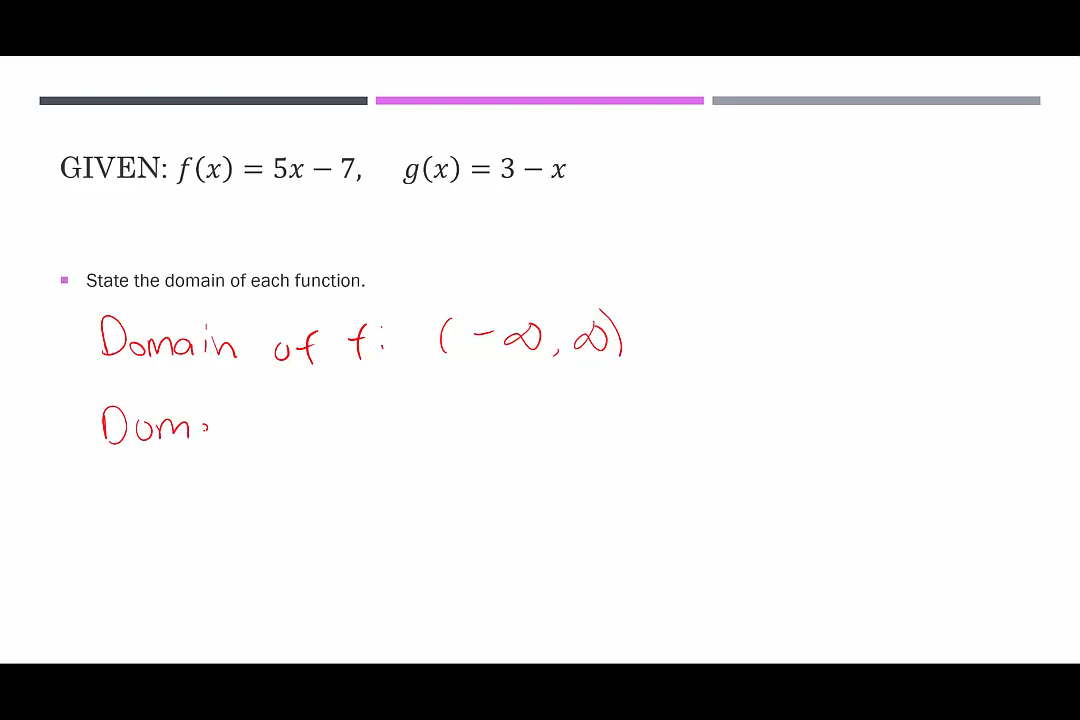 GIVEN: f(x) = 5x − 7, g(x) = 3 − x
State the domain of each function.
Domain of f: (-∞, ∞)
Dom